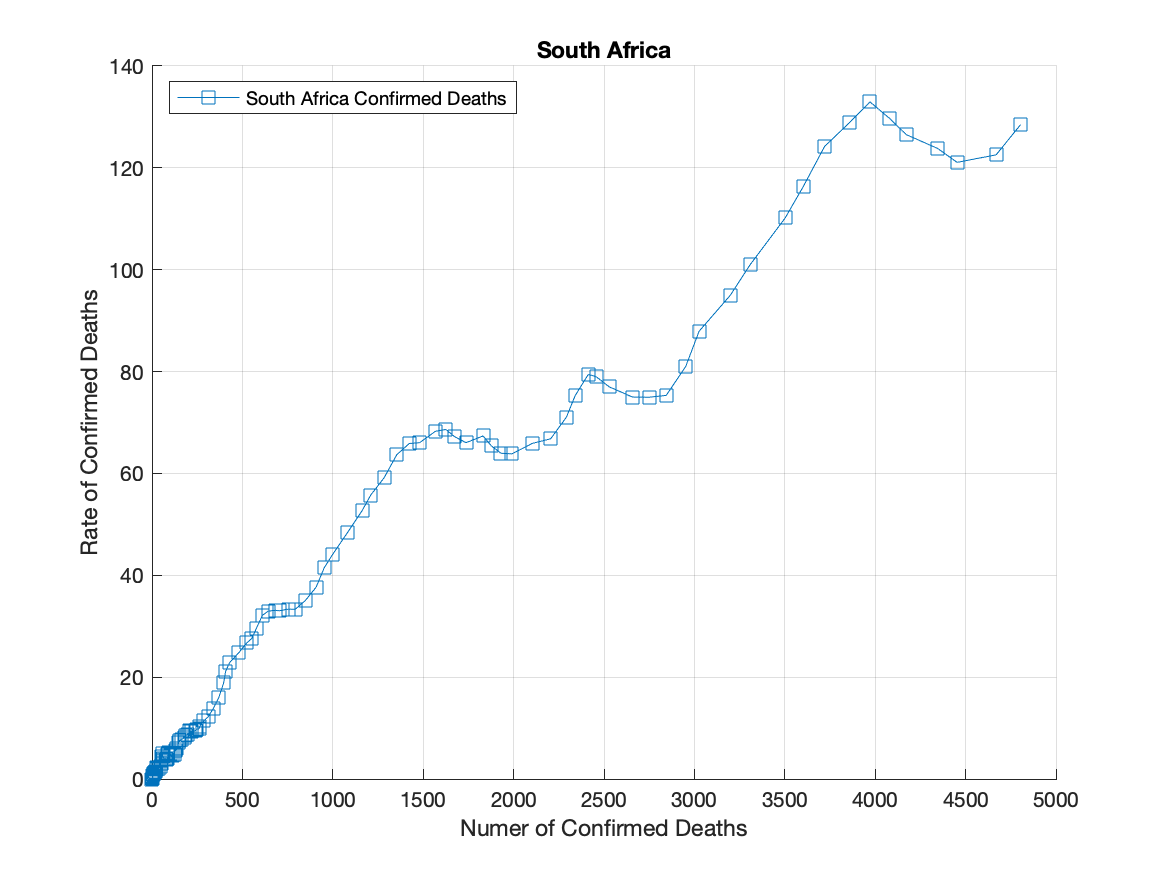 South Africa
South Africa Confirmed Deaths
Rate of Confirmed Deaths
140
120
100
80
60
40
20
0
0 500 1000 1500 2000 2500 3000 3500 4000 4500 5000
Numer of Confirmed Deaths